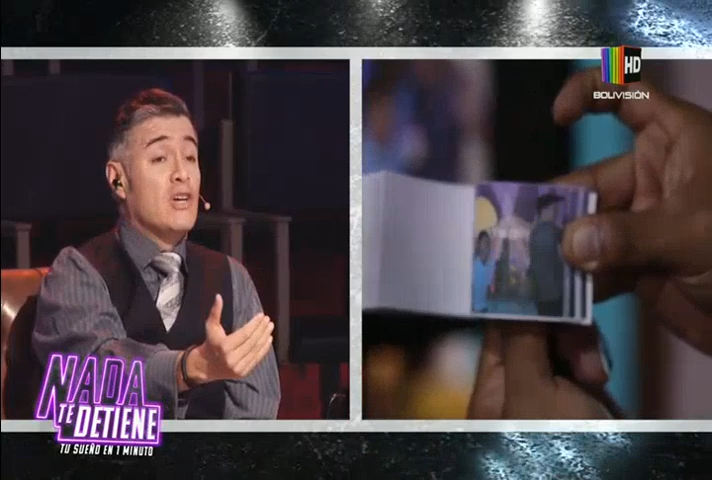 HD
BOLIVISIÓN
NADA
TE DETIENE
TU SUEÑO EN 1 MINUTO